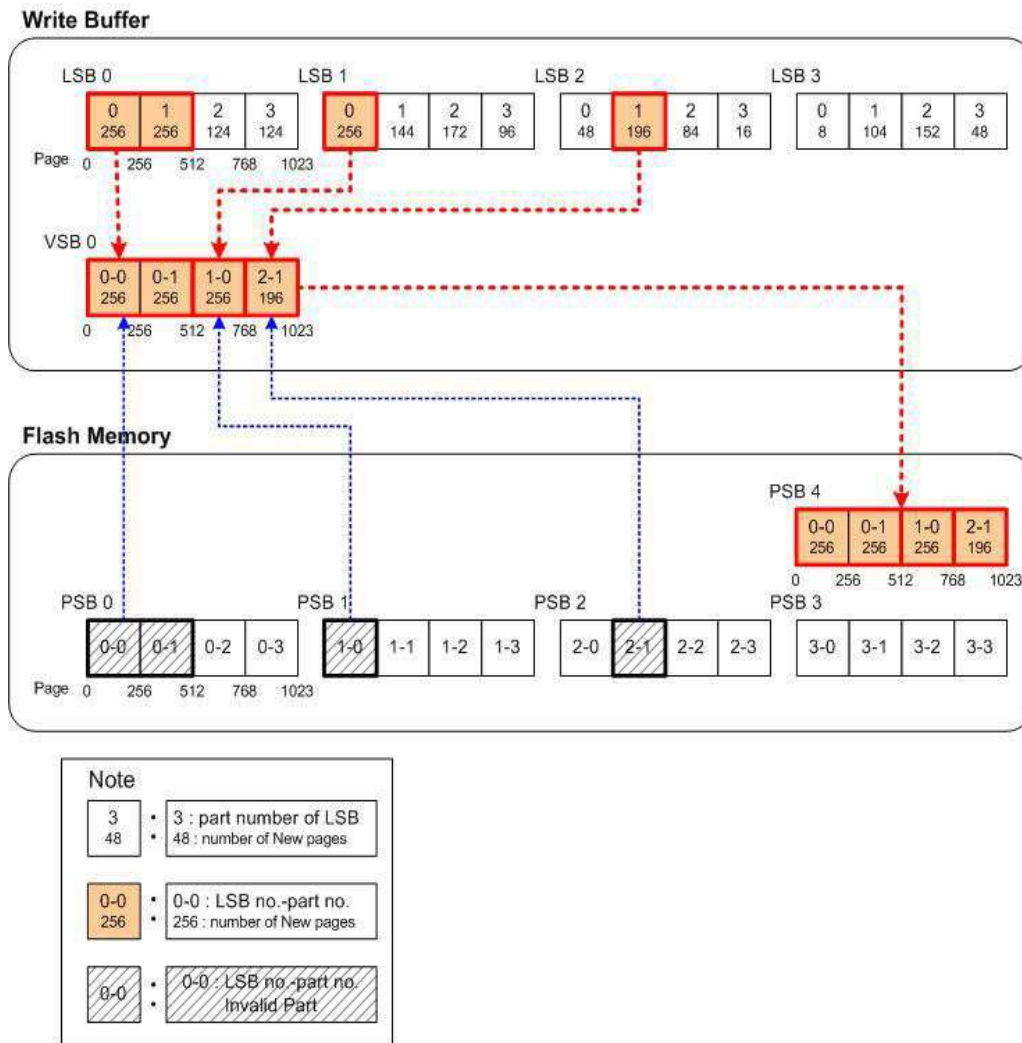 Write Buffer
LSB 0 LSB 1 LSB 2 LSB 3
0 1 2 3 0 1 2 3 0 1 2 3 0 1 2 3
256 256 124 124 256 144 172 96 48 196 84 16 8 104 152 48
Page 0 256 512 768 1023
VSB 0
0-0 0-1 1-0 2-1
256 256 256 196
0 256 512 768 1023
Flash Memory
PSB 4
0-0 0-1 1-0 2-1
256 256 256 196
0 256 512 768 1023
PSB 0 PSB 1 PSB 2 PSB 3
0-0 0-1 0-2 0-3 1-0 1-1 1-2 1-3 2-0 2-1 2-2 2-3 3-0 3-1 3-2 3-3
Page 0 256 512 768 1023
Note
3 : 3 : part number of LSB
48 : 48 : number of New pages
0-0 : 0-0 : LSB no.-part no.
256 : 256 : number of New pages
0-0 : 0-0 : LSB no.-part no.
Invalid Part